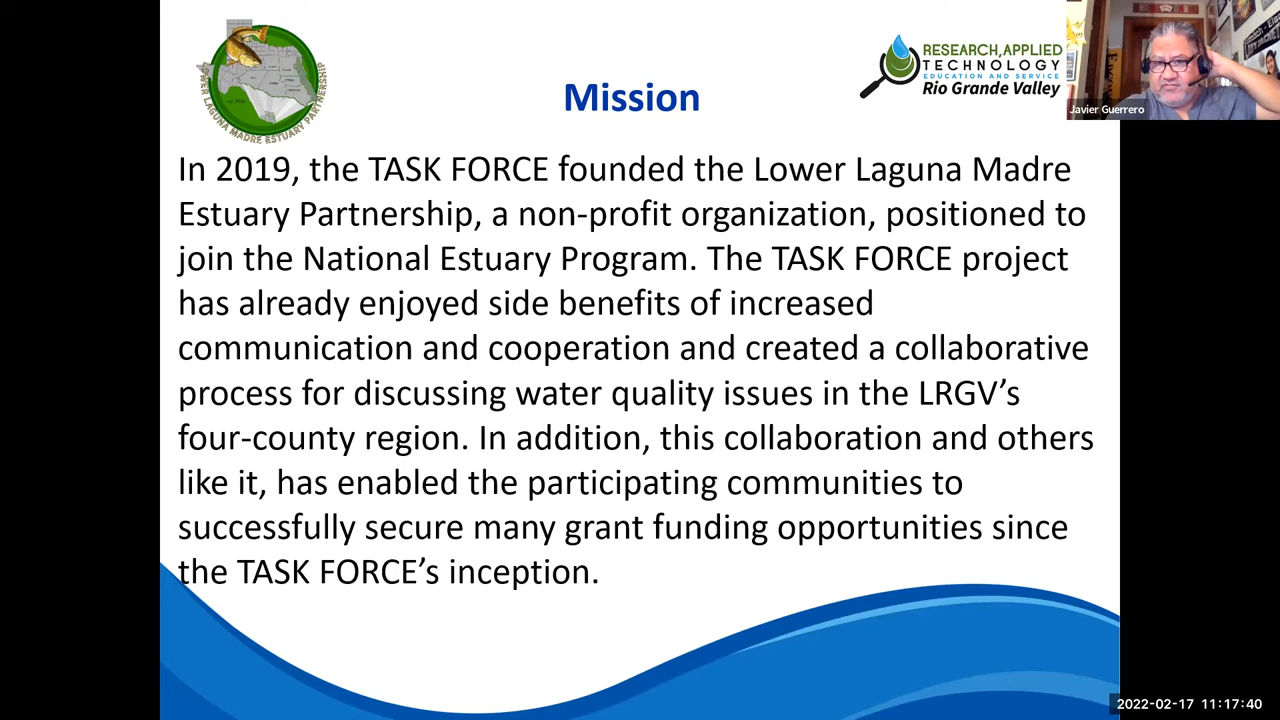 LOWER LAGUNA MADRE ESTUARY PARTNERSHIP
RESEARCH, APPLIED
TECHNOLOGY
EDUCATION AND SERVICE
Rio Grande Valley
Javier Guerrero
Mission
In 2019, the TASK FORCE founded the Lower Laguna Madre
Estuary Partnership, a non-profit organization, positioned to
join the National Estuary Program. The TASK FORCE project
has already enjoyed side benefits of increased
communication and cooperation and created a collaborative
process for discussing water quality issues in the LRGV’s
four-county region. In addition, this collaboration and others
like it, has enabled the participating communities to
successfully secure many grant funding opportunities since
the TASK FORCE’s inception.
2022-02-17 11:17:40